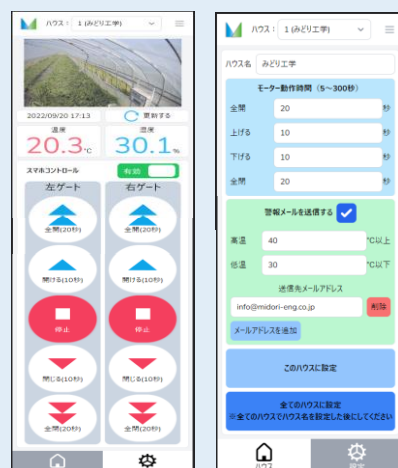 ハウス： 1 (みどり工学)
2022/09/20 17:13
更新する
温度
湿度
20.3℃
30.1%
スマホコントロール
有効
左ゲート
右ゲート
全開(20秒)
全開(20秒)
開ける(10秒)
開ける(10秒)
停止
停止
閉じる(10秒)
閉じる(10秒)
全閉(20秒)
全閉(20秒)
ハウス： 1 (みどり工学)
ハウス名 みどり工学
モーター動作時間（5～300秒）
全開 20 秒
上げる 10 秒
下げる 10 秒
全閉 20 秒
警報メールを送信する
高温 40 ℃以上
低温 30 ℃以下
送信先メールアドレス
info@midori-eng.co.jp 削除
メールアドレスを追加
このハウスに設定
全てのハウスに設定
※全てのハウスでハウス名を設定した後にしてください
ハウス
設定